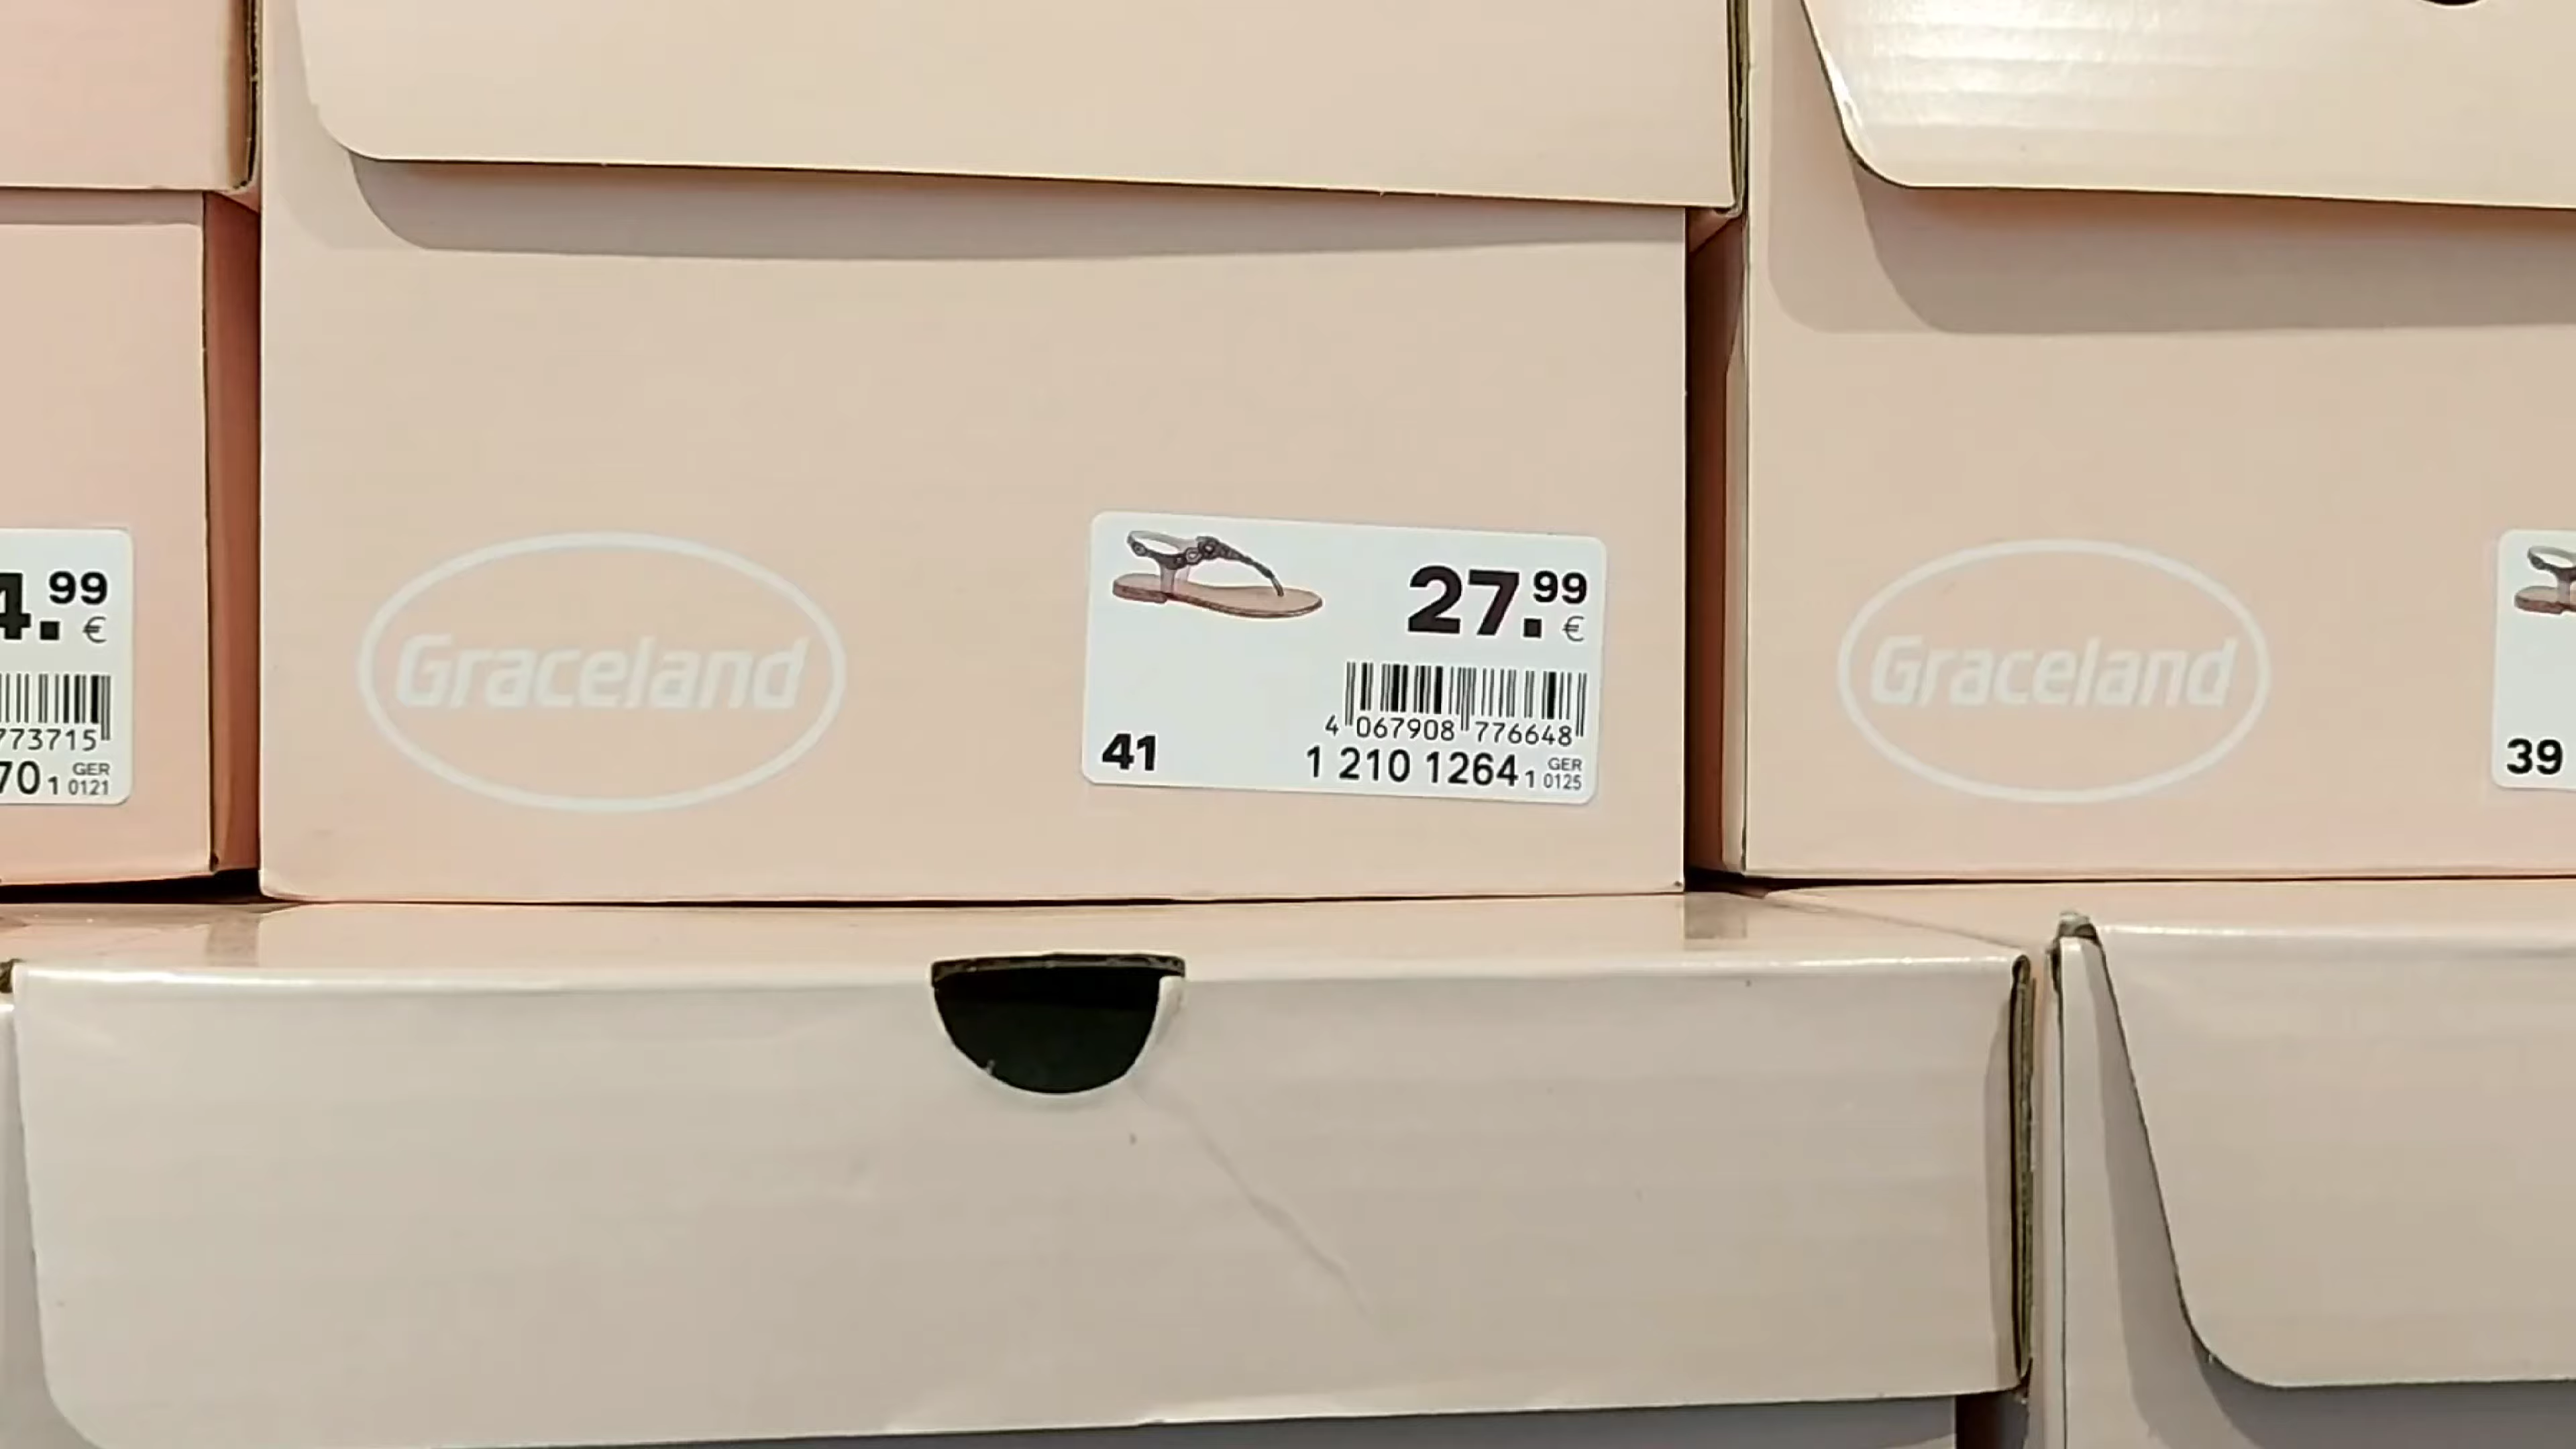 4.99
€
773715
70 1 GER 0121
Graceland
27.99
€
4 067908 776648
41
1 210 1264 1 GER 0125
Graceland
39